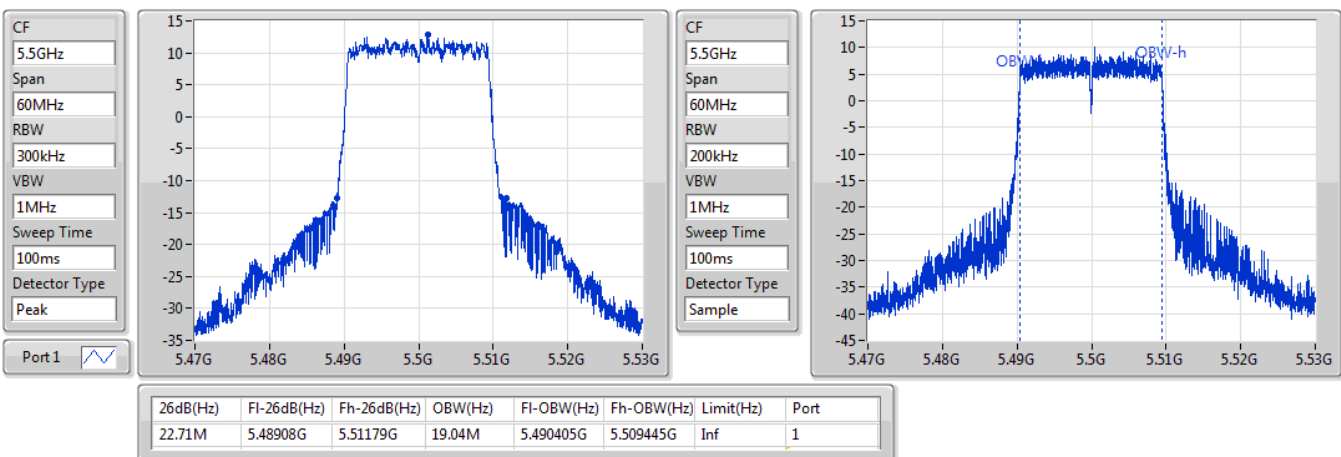 CF
5.5GHz
Span
60MHz
RBW
300kHz
VBW
1MHz
Sweep Time
100ms
Detector Type
Peak
Port 1
15
10
5
0
-5
-10
-15
-20
-25
-30
-35
5.47G 5.48G 5.49G 5.5G 5.51G 5.52G 5.53G
CF
5.5GHz
Span
60MHz
RBW
200kHz
VBW
1MHz
Sweep Time
100ms
Detector Type
Sample
15
10
5
0
-5
-10
-15
-20
-25
-30
-35
-40
-45
OBW OBW-h
5.47G 5.48G 5.49G 5.5G 5.51G 5.52G 5.53G
26dB(Hz) Fl-26dB(Hz) Fh-26dB(Hz) OBW(Hz) Fl-OBW(Hz) Fh-OBW(Hz) Limit(Hz) Port
22.71M 5.48908G 5.51179G 19.04M 5.490405G 5.509445G Inf 1